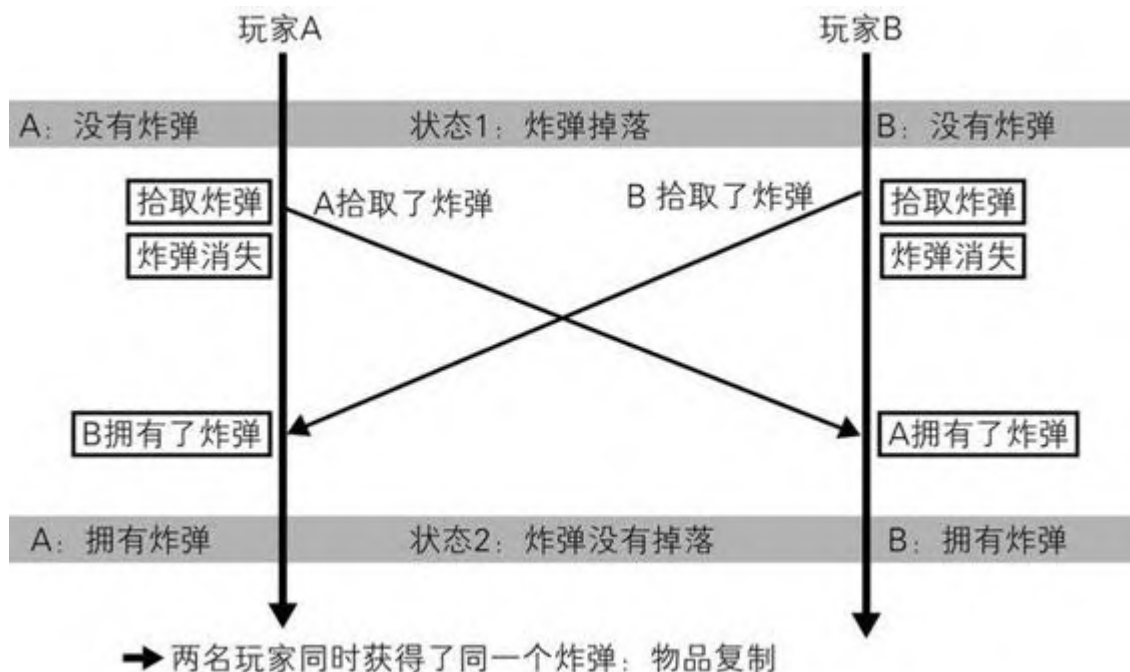 玩家A 玩家B
A：没有炸弹 状态1：炸弹掉落 B：没有炸弹
拾取炸弹 A拾取了炸弹 B 拾取了炸弹 拾取炸弹
炸弹消失 炸弹消失
B拥有了炸弹 A拥有了炸弹
A：拥有炸弹 状态2：炸弹没有掉落 B：拥有炸弹
➡ 两名玩家同时获得了同一个炸弹：物品复制